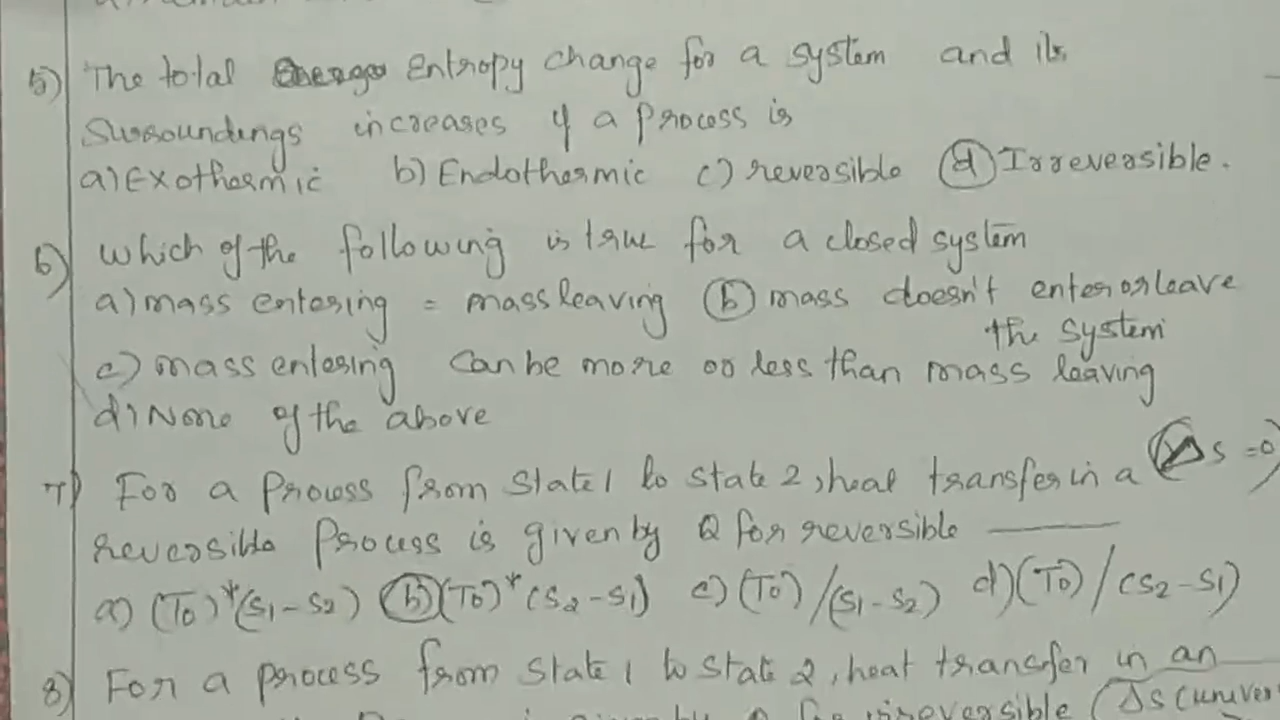 5) The total entropy change for a system and its
surroundings increases if a process is
a) Exothermic b) Endothermic c) reversible d) Irreversible.
6) which of the following is true for a closed system
a) mass entering = mass leaving b) mass doesn't enter or leave
the system
c) mass entering can be more or less than mass leaving
d) None of the above
7) For a process from state 1 to state 2, heat transfer in a (ΔS = 0)
reversible process is given by Q for reversible ———
a) (T0)*(S1-S2) b) (T0)*(S2-S1) c) (T0)/(S1-S2) d) (T0)/(S2-S1)
8) For a process from state 1 to state 2, heat transfer in an
irreversible (ΔS (univer